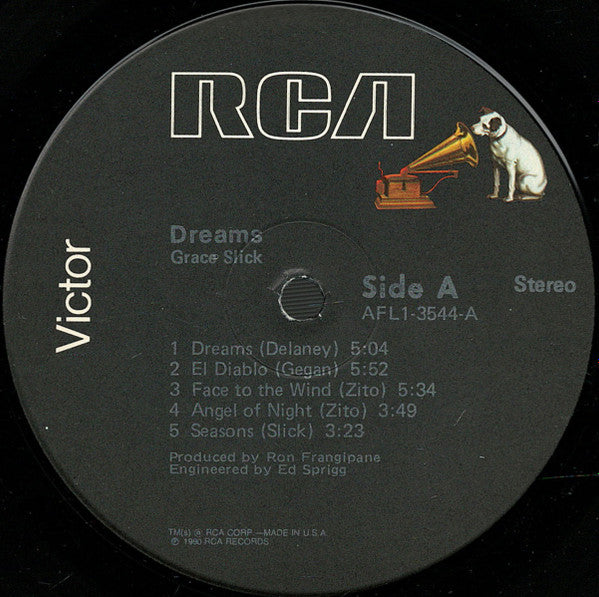 RCA
Victor
Dreams
Grace Slick
Side A
Stereo
AFL1-3544-A
1 Dreams (Delaney) 5:04
2 El Diablo (Gegan) 5:52
3 Face to the Wind (Zito) 5:34
4 Angel of Night (Zito) 3:49
5 Seasons (Slick) 3:23
Produced by Ron Frangipane
Engineered by Ed Sprigg
TM(s) ® RCA CORP —MADE IN U.S.A.
℗ 1980 RCA RECORDS